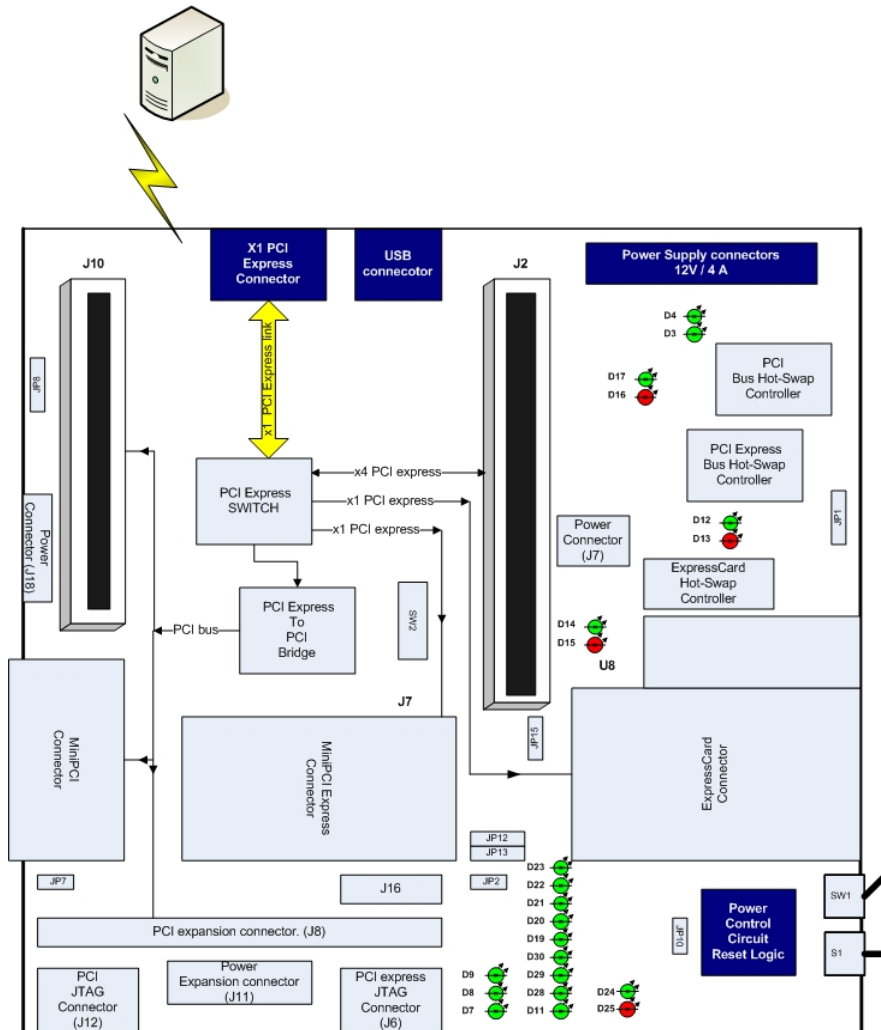 X1 PCI
Express
Connector
USB
connecotor
Power Supply connectors
12V / 4 A
J10
J2
D4
D3
x1 PCI Express link
PCI
Bus Hot-Swap
Controller
D17
D16
JP8
PCI Express
Bus Hot-Swap
Controller
PCI Express
SWITCH
x4 PCI express
x1 PCI express
x1 PCI express
Power
Connector (J18)
Power
Connector
(J7)
D12
D13
JP1
ExpressCard
Hot-Swap
Controller
PCI Express
To
PCI
Bridge
PCI bus
SW2
D14
D15
U8
J7
MiniPCI
Connector
MiniPCI Express
Connector
JP15
ExpressCard
Connector
JP12
JP13
JP7
J16
JP2
D23
D22
D21
D20
D19
D30
D29
D28
D11
SW1
Power
Control
Circuit
Reset Logic
JP10
S1
PCI expansion connector. (J8)
PCI
JTAG
Connector
(J12)
Power
Expansion connector
(J11)
PCI express
JTAG
Connector
(J6)
D9
D8
D7
D24
D25